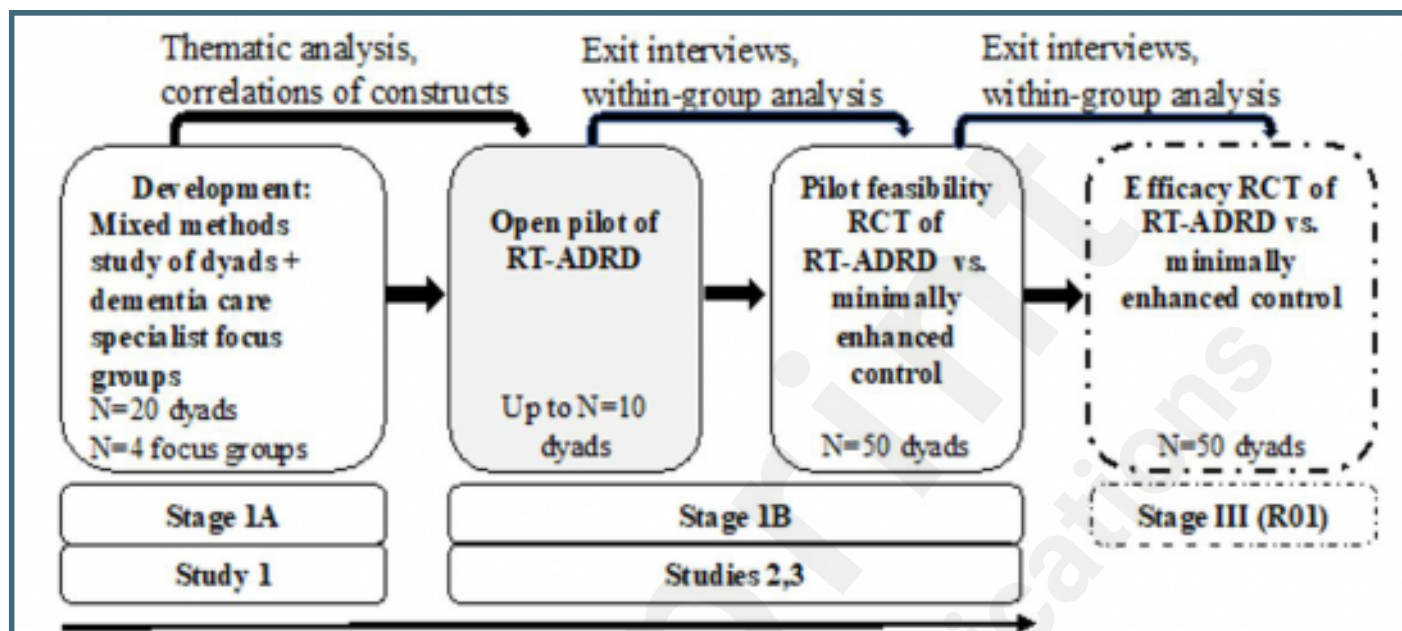 Thematic analysis,
correlations of constructs
Exit interviews,
within-group analysis
Exit interviews,
within-group analysis
Development:
Mixed methods
study of dyads +
dementia care
specialist focus
groups
N=20 dyads
N=4 focus groups
Open pilot of
RT-ADRD
Up to N=10
dyads
Pilot feasibility
RCT of
RT-ADRD vs.
minimally
enhanced
control
N=50 dyads
Efficacy RCT of
RT-ADRD vs.
minimally
enhanced control
N=50 dyads
Stage 1A
Stage 1B
Stage III (R01)
Study 1
Studies 2,3